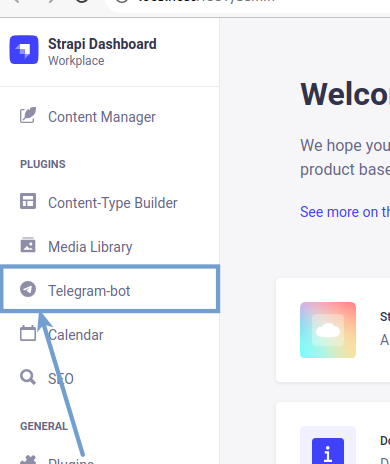 Strapi Dashboard
Workplace
Content Manager
PLUGINS
Content-Type Builder
Media Library
Telegram-bot
Calendar
SEO
GENERAL
Plugins
Welco
We hope you
product base
See more on th
St
A
Do
D